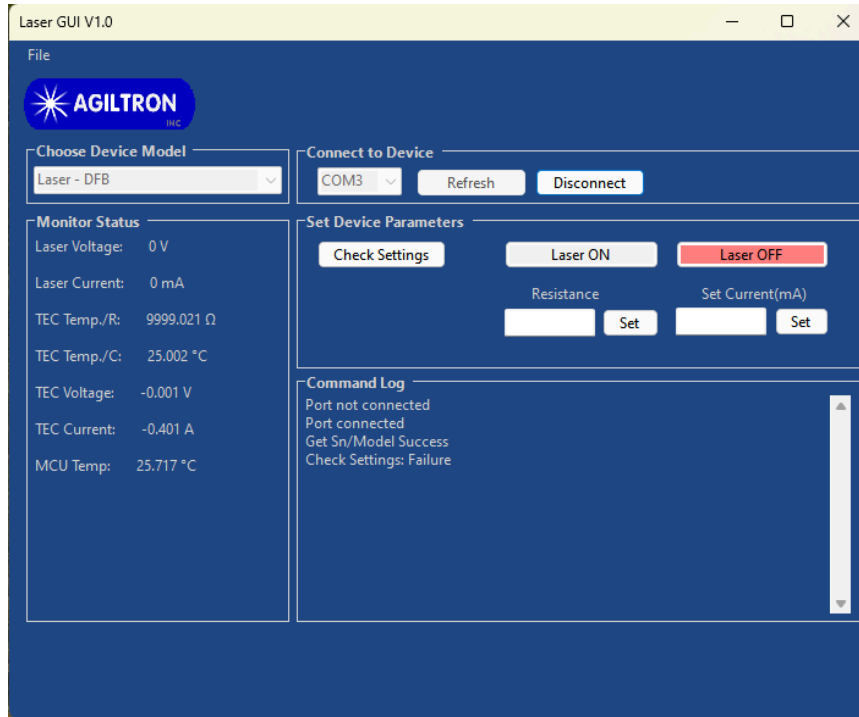 Laser GUI V1.0
File
AGILTRON
INC
Choose Device Model
Laser - DFB
Connect to Device
COM3
Refresh
Disconnect
Monitor Status
Laser Voltage: 0 V
Laser Current: 0 mA
TEC Temp./R: 9999.021 Ω
TEC Temp./C: 25.002 °C
TEC Voltage: -0.001 V
TEC Current: -0.401 A
MCU Temp: 25.717 °C
Set Device Parameters
Check Settings
Laser ON
Laser OFF
Resistance
Set Current(mA)
Set
Set
Command Log
Port not connected
Port connected
Get Sn/Model Success
Check Settings: Failure